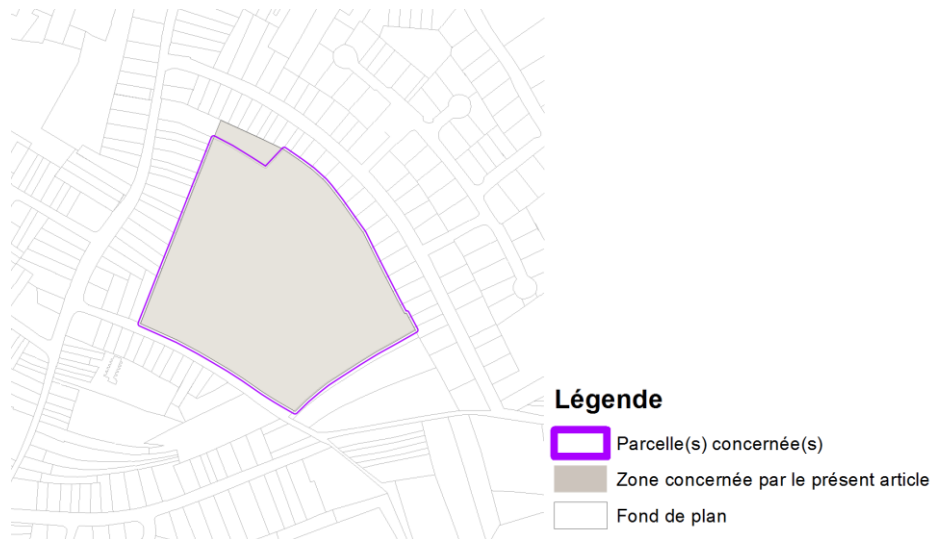 Légende
Parcelle(s) concernée(s)
Zone concernée par le présent article
Fond de plan